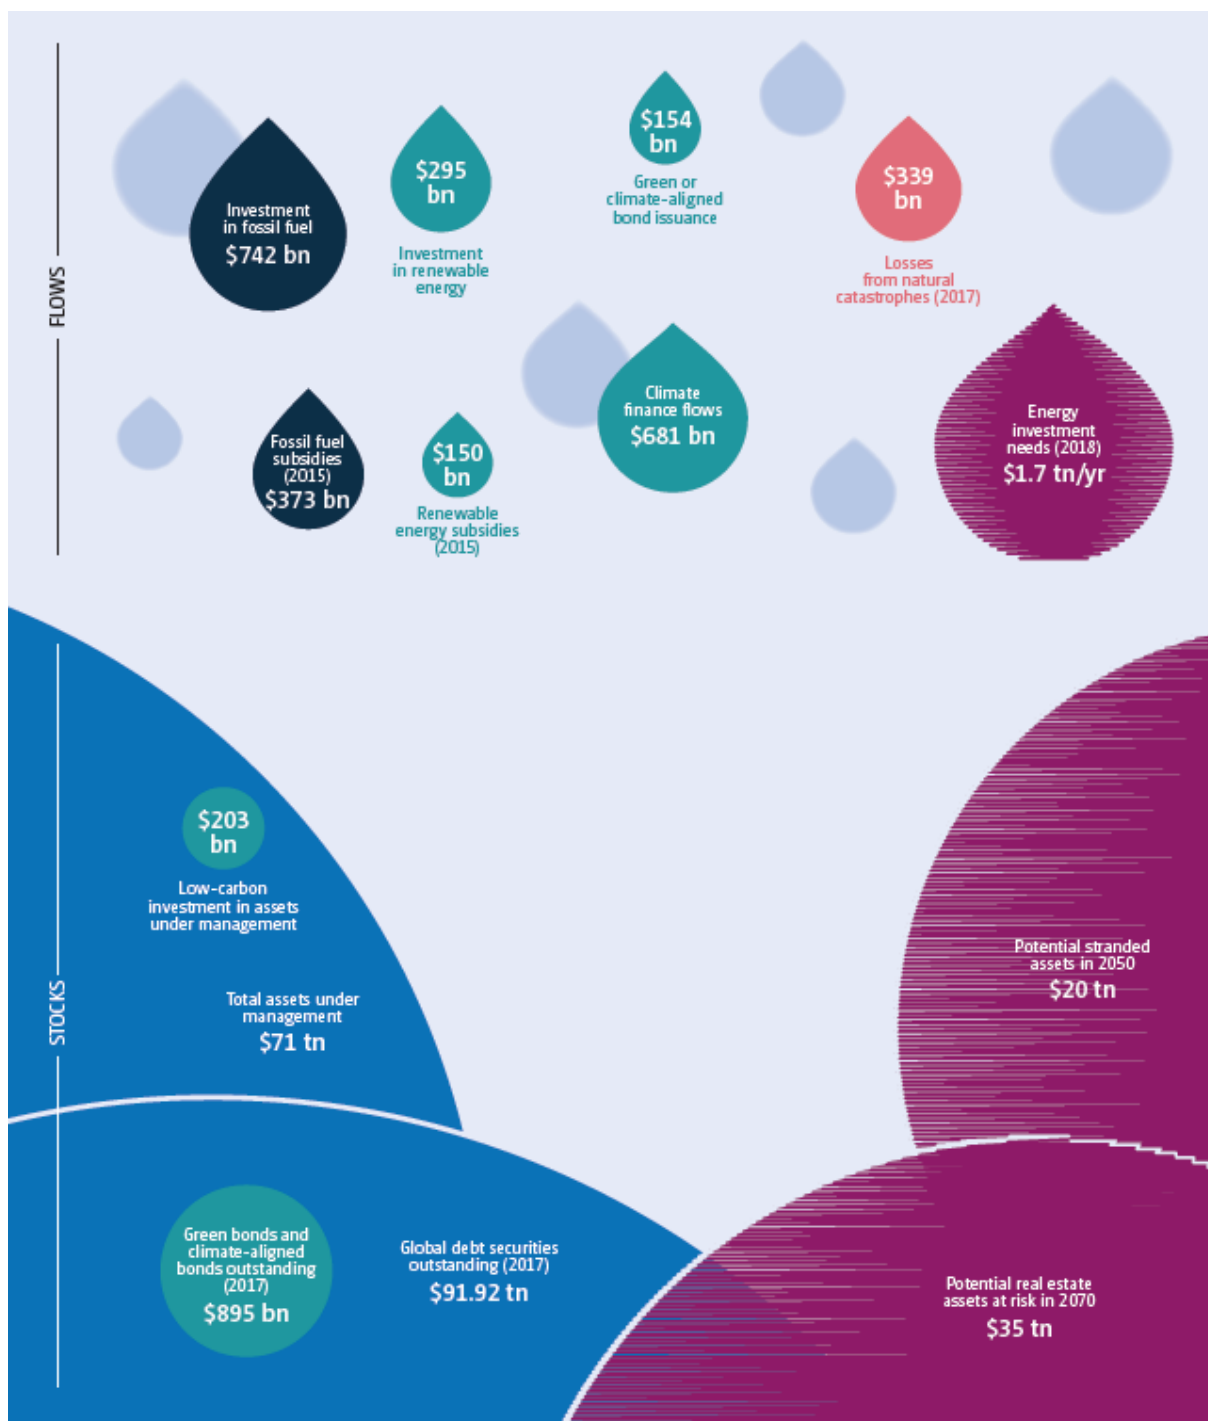 FLOWS
Investment
in fossil fuel
$742 bn
$295
bn
Investment
in renewable
energy
$154
bn
Green or
climate-aligned
bond issuance
$339
bn
Losses
from natural
catastrophes (2017)
Fossil fuel
subsidies
(2015)
$373 bn
$150
bn
Renewable
energy subsidies
(2015)
Climate
finance flows
$681 bn
Energy
investment
needs (2018)
$1.7 tn/yr
STOCKS
$203
bn
Low-carbon
investment in assets
under management
Total assets under
management
$71 tn
Potential stranded
assets in 2050
$20 tn
Green bonds and
climate-aligned
bonds outstanding
(2017)
$895 bn
Global debt securities
outstanding (2017)
$91.92 tn
Potential real estate
assets at risk in 2070
$35 tn